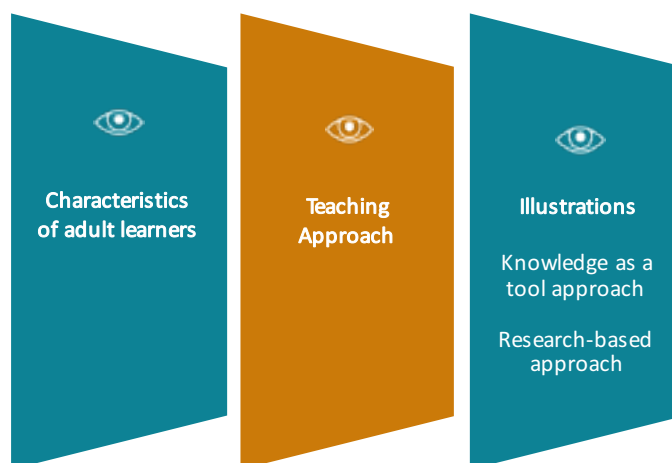 Characteristics
of adult learners
Teaching
Approach
Illustrations
Knowledge as a
tool approach
Research-based
approach